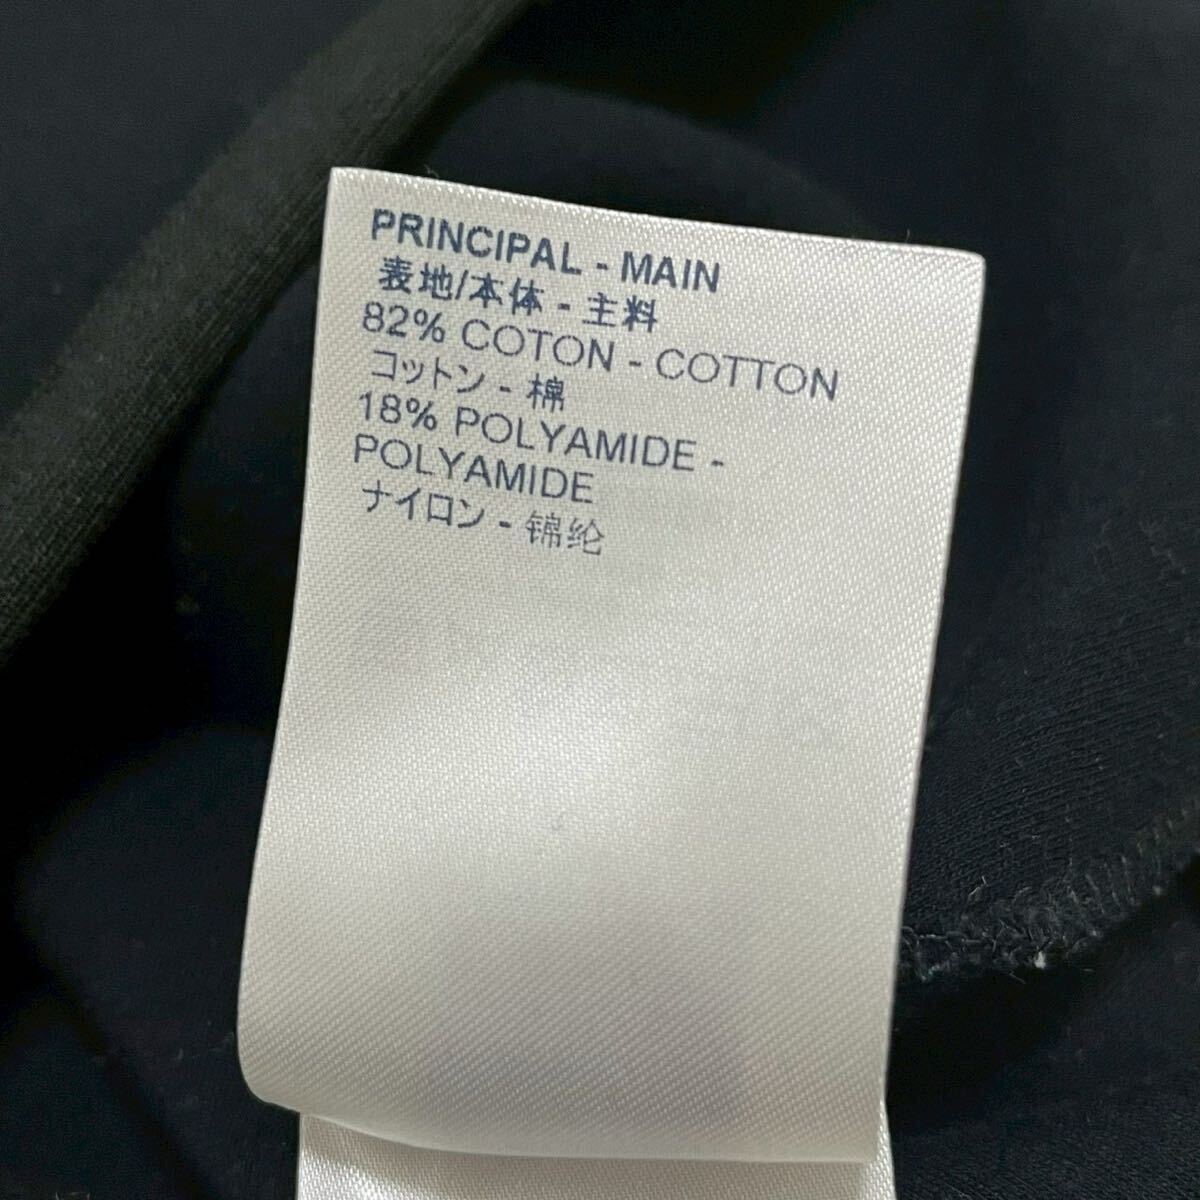 PRINCIPAL - MAIN
表地/本体 - 主料
82% COTON - COTTON
コットン - 棉
18% POLYAMIDE -
POLYAMIDE
ナイロン - 锦纶